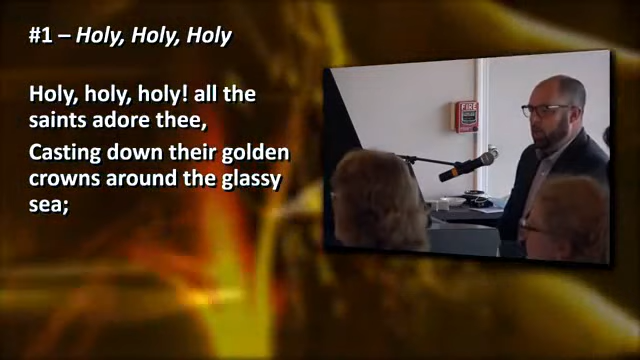 #1 – Holy, Holy, Holy
Holy, holy, holy! all the
saints adore thee,
Casting down their golden
crowns around the glassy
sea;
FIRE